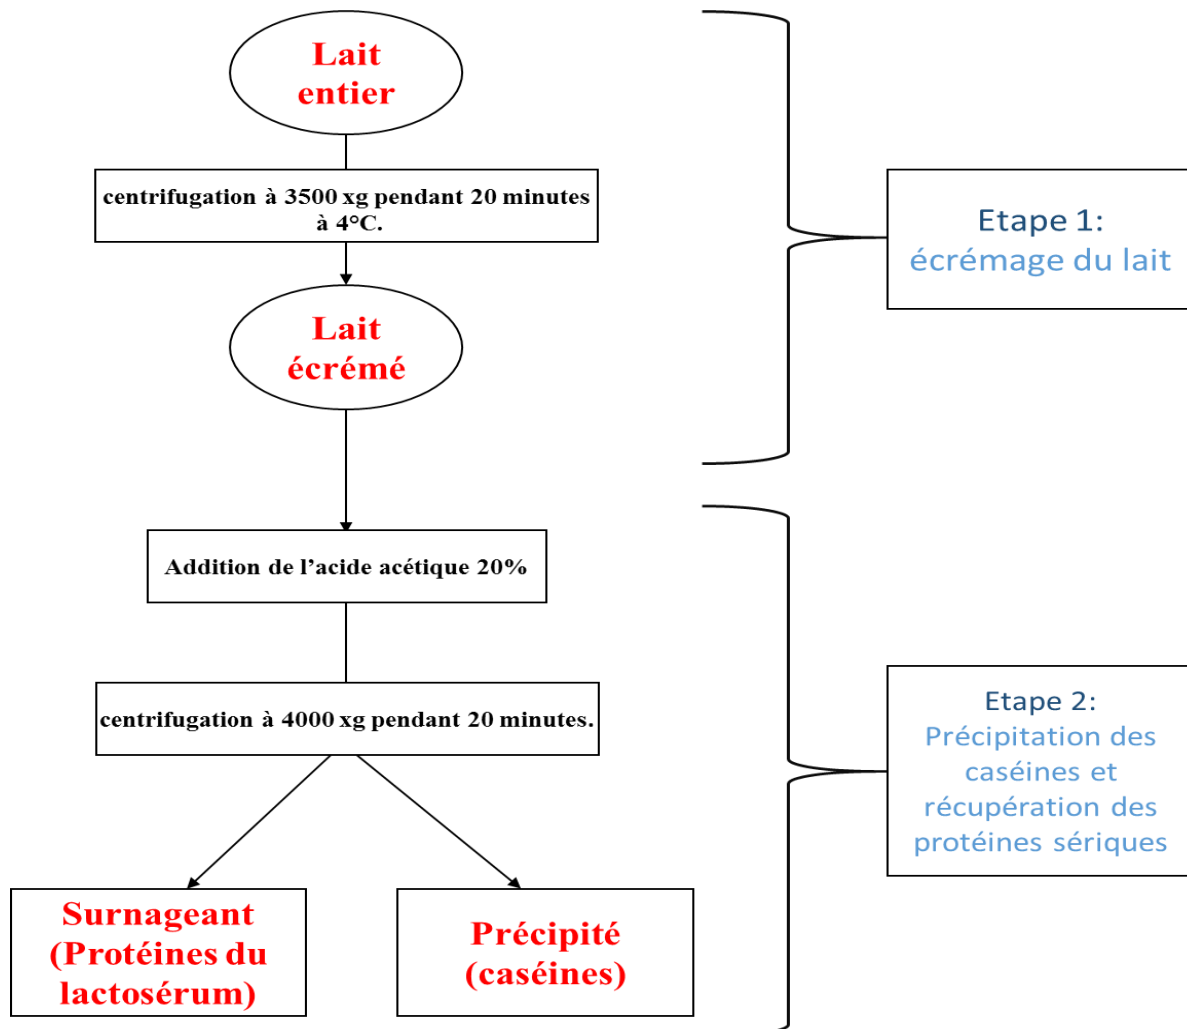 Lait
entier
centrifugation à 3500 xg pendant 20 minutes
à 4°C.
Etape 1:
écrémage du lait
Lait
écrémé
Addition de l’acide acétique 20%
centrifugation à 4000 xg pendant 20 minutes.
Etape 2:
Précipitation des
caséines et
récupération des
protéines sériques
Surnageant
(Protéines du
lactosérum)
Précipité
(caséines)